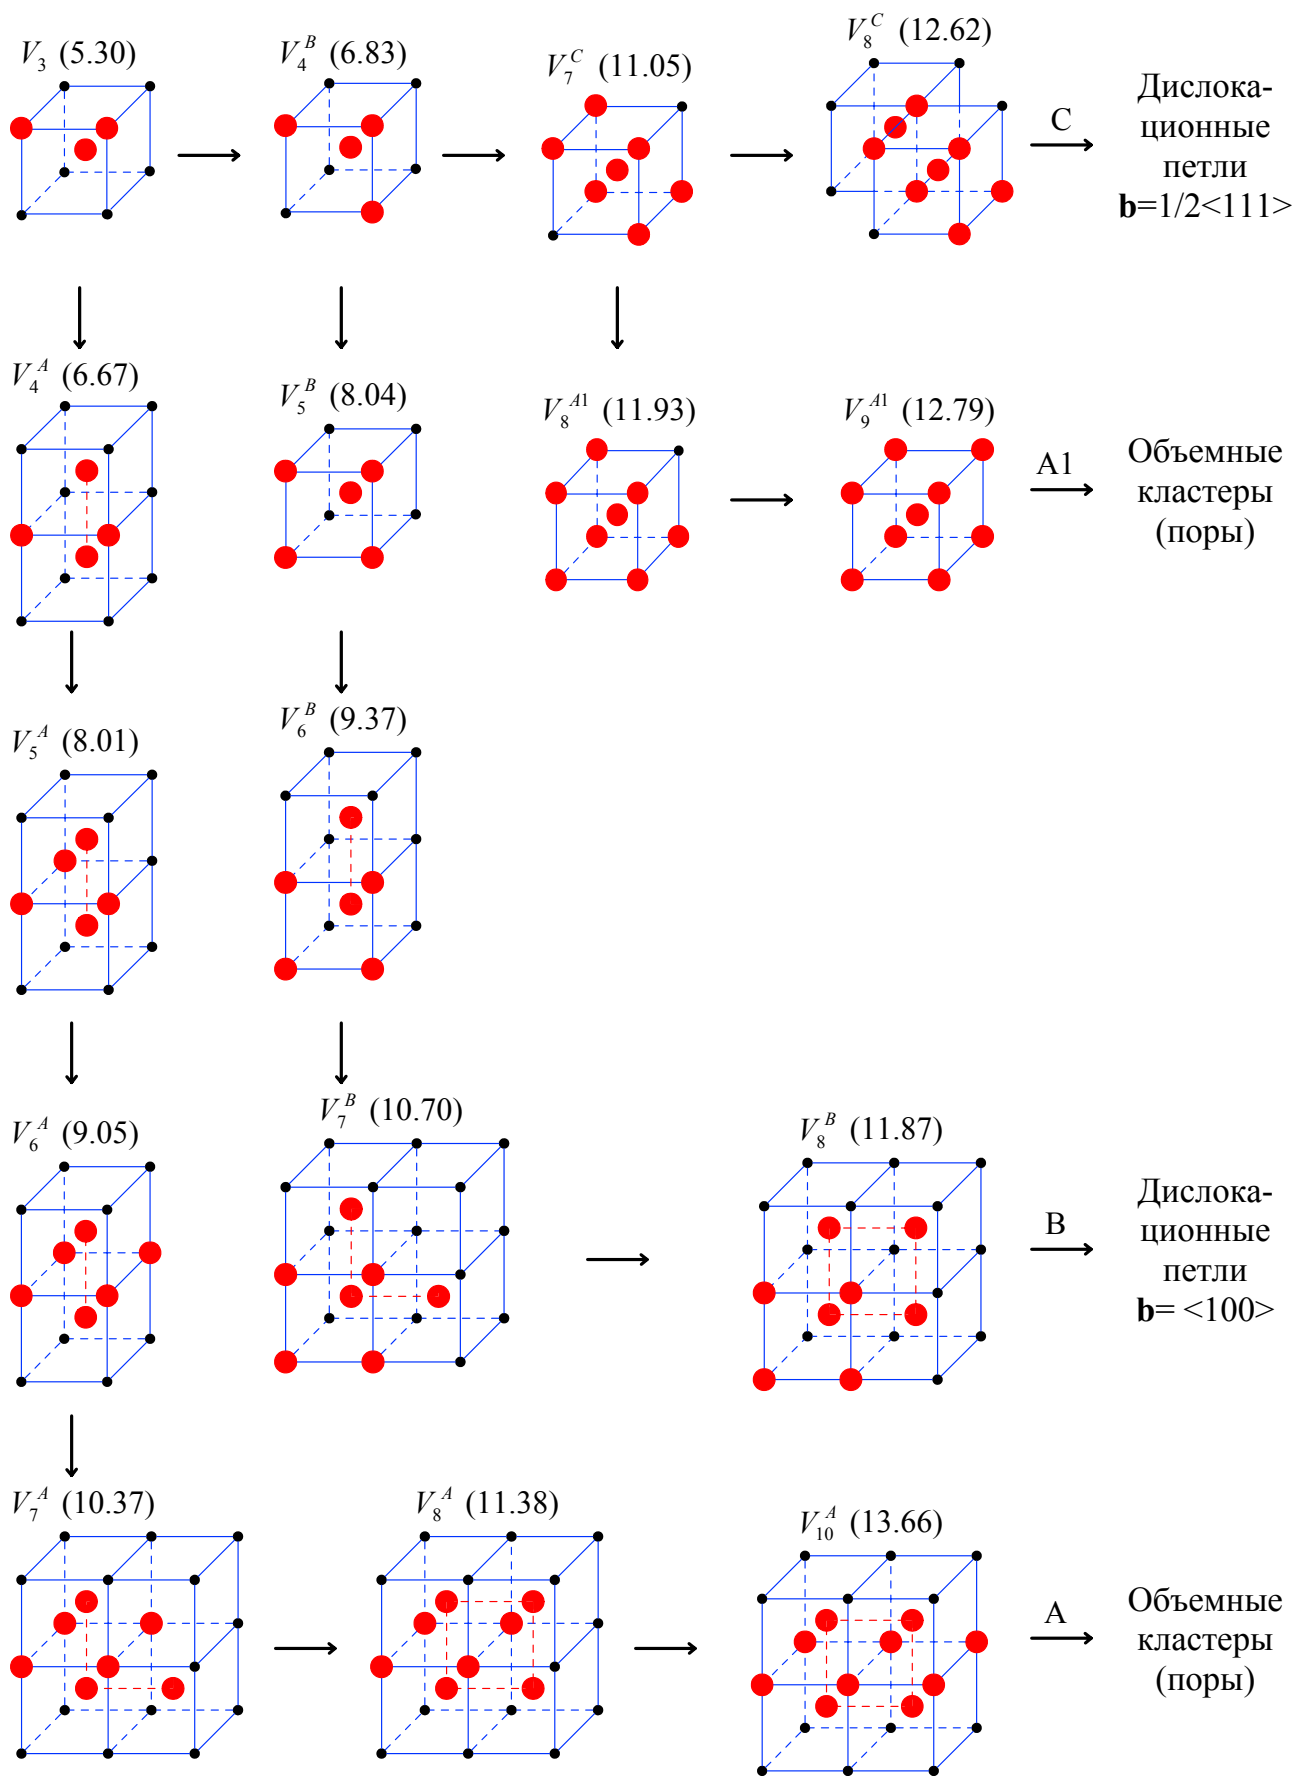 V₃ (5.30)
V₄ᴮ (6.83)
V₇ᶜ (11.05)
V₈ᶜ (12.62)
C
Дислока-
ционные
петли
b=1/2<111>
V₄ᴬ (6.67)
V₅ᴮ (8.04)
V₈ᴬ¹ (11.93)
V₉ᴬ¹ (12.79)
A1
Объемные
кластеры
(поры)
V₅ᴬ (8.01)
V₆ᴮ (9.37)
V₆ᴬ (9.05)
V₇ᴮ (10.70)
V₈ᴮ (11.87)
B
Дислока-
ционные
петли
b= <100>
V₇ᴬ (10.37)
V₈ᴬ (11.38)
V₁₀ᴬ (13.66)
A
Объемные
кластеры
(поры)